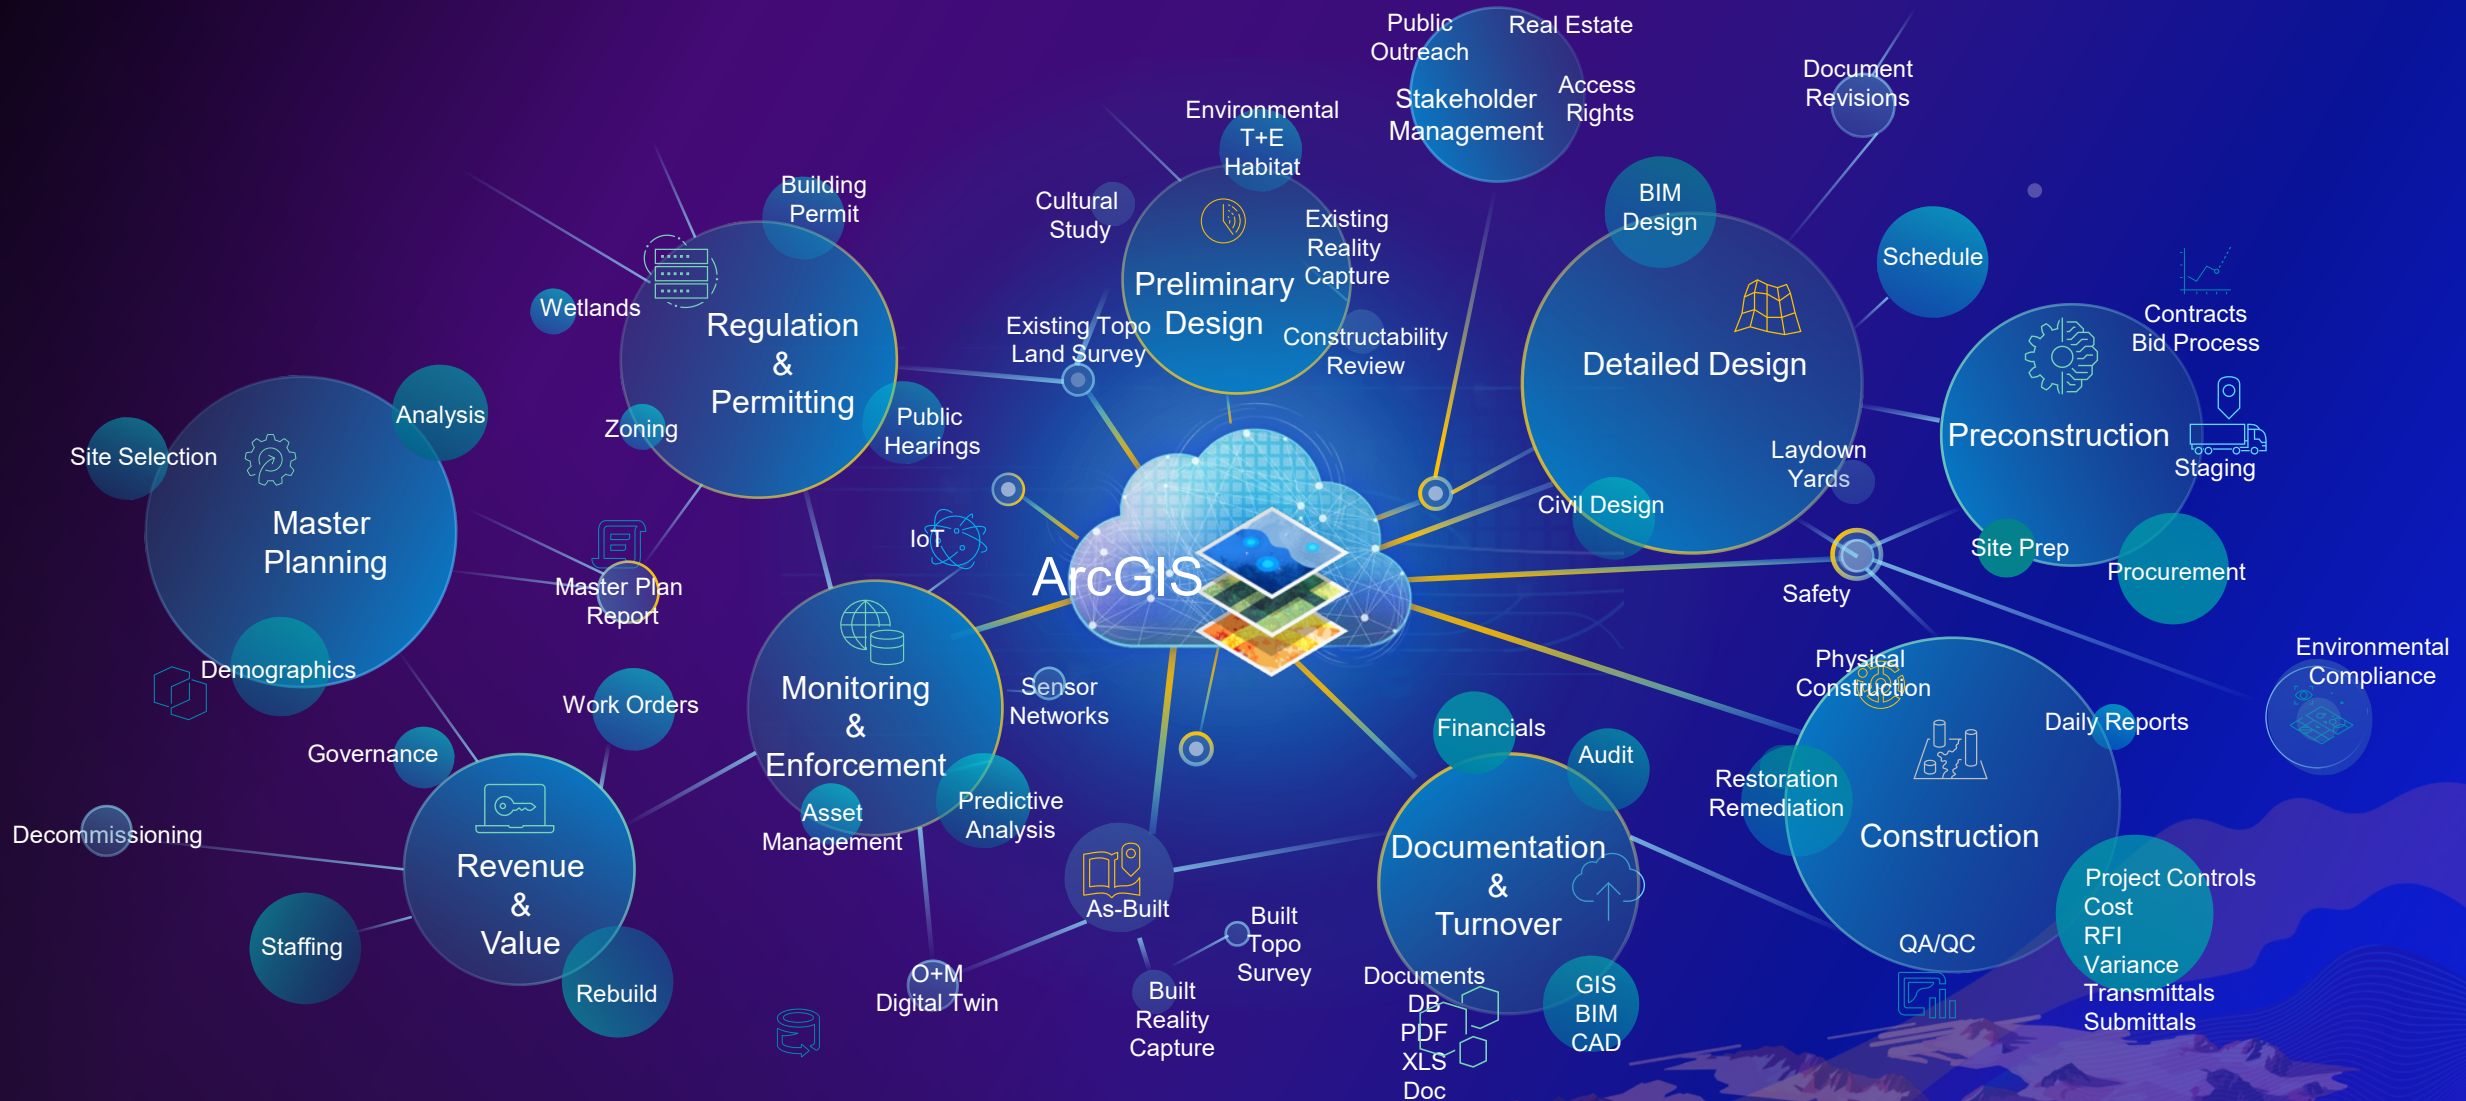 Public
Outreach
Real Estate
Access
Rights
Stakeholder
Management
Document
Revisions
Environmental
T+E
Habitat
Cultural
Study
Existing
Reality
Capture
Preliminary
Design
Existing Topo
Land Survey
Constructability
Review
Building
Permit
Wetlands
Regulation
&
Permitting
Zoning
Public
Hearings
BIM
Design
Schedule
Detailed Design
Laydown
Yards
Civil Design
Contracts
Bid Process
Preconstruction
Staging
Site Prep
Procurement
Analysis
Site Selection
Master
Planning
Demographics
Master Plan
Report
IoT
ArcGIS
Safety
Monitoring
&
Enforcement
Sensor
Networks
Asset
Management
Predictive
Analysis
Work Orders
Governance
Decommissioning
Revenue
&
Value
Staffing
Rebuild
O+M
Digital Twin
As-Built
Built
Topo
Survey
Built
Reality
Capture
Financials
Audit
Documentation
&
Turnover
Documents
DB
PDF
XLS
Doc
GIS
BIM
CAD
Physical
Construction
Daily Reports
Environmental
Compliance
Restoration
Remediation
Construction
QA/QC
Project Controls
Cost
RFI
Variance
Transmittals
Submittals